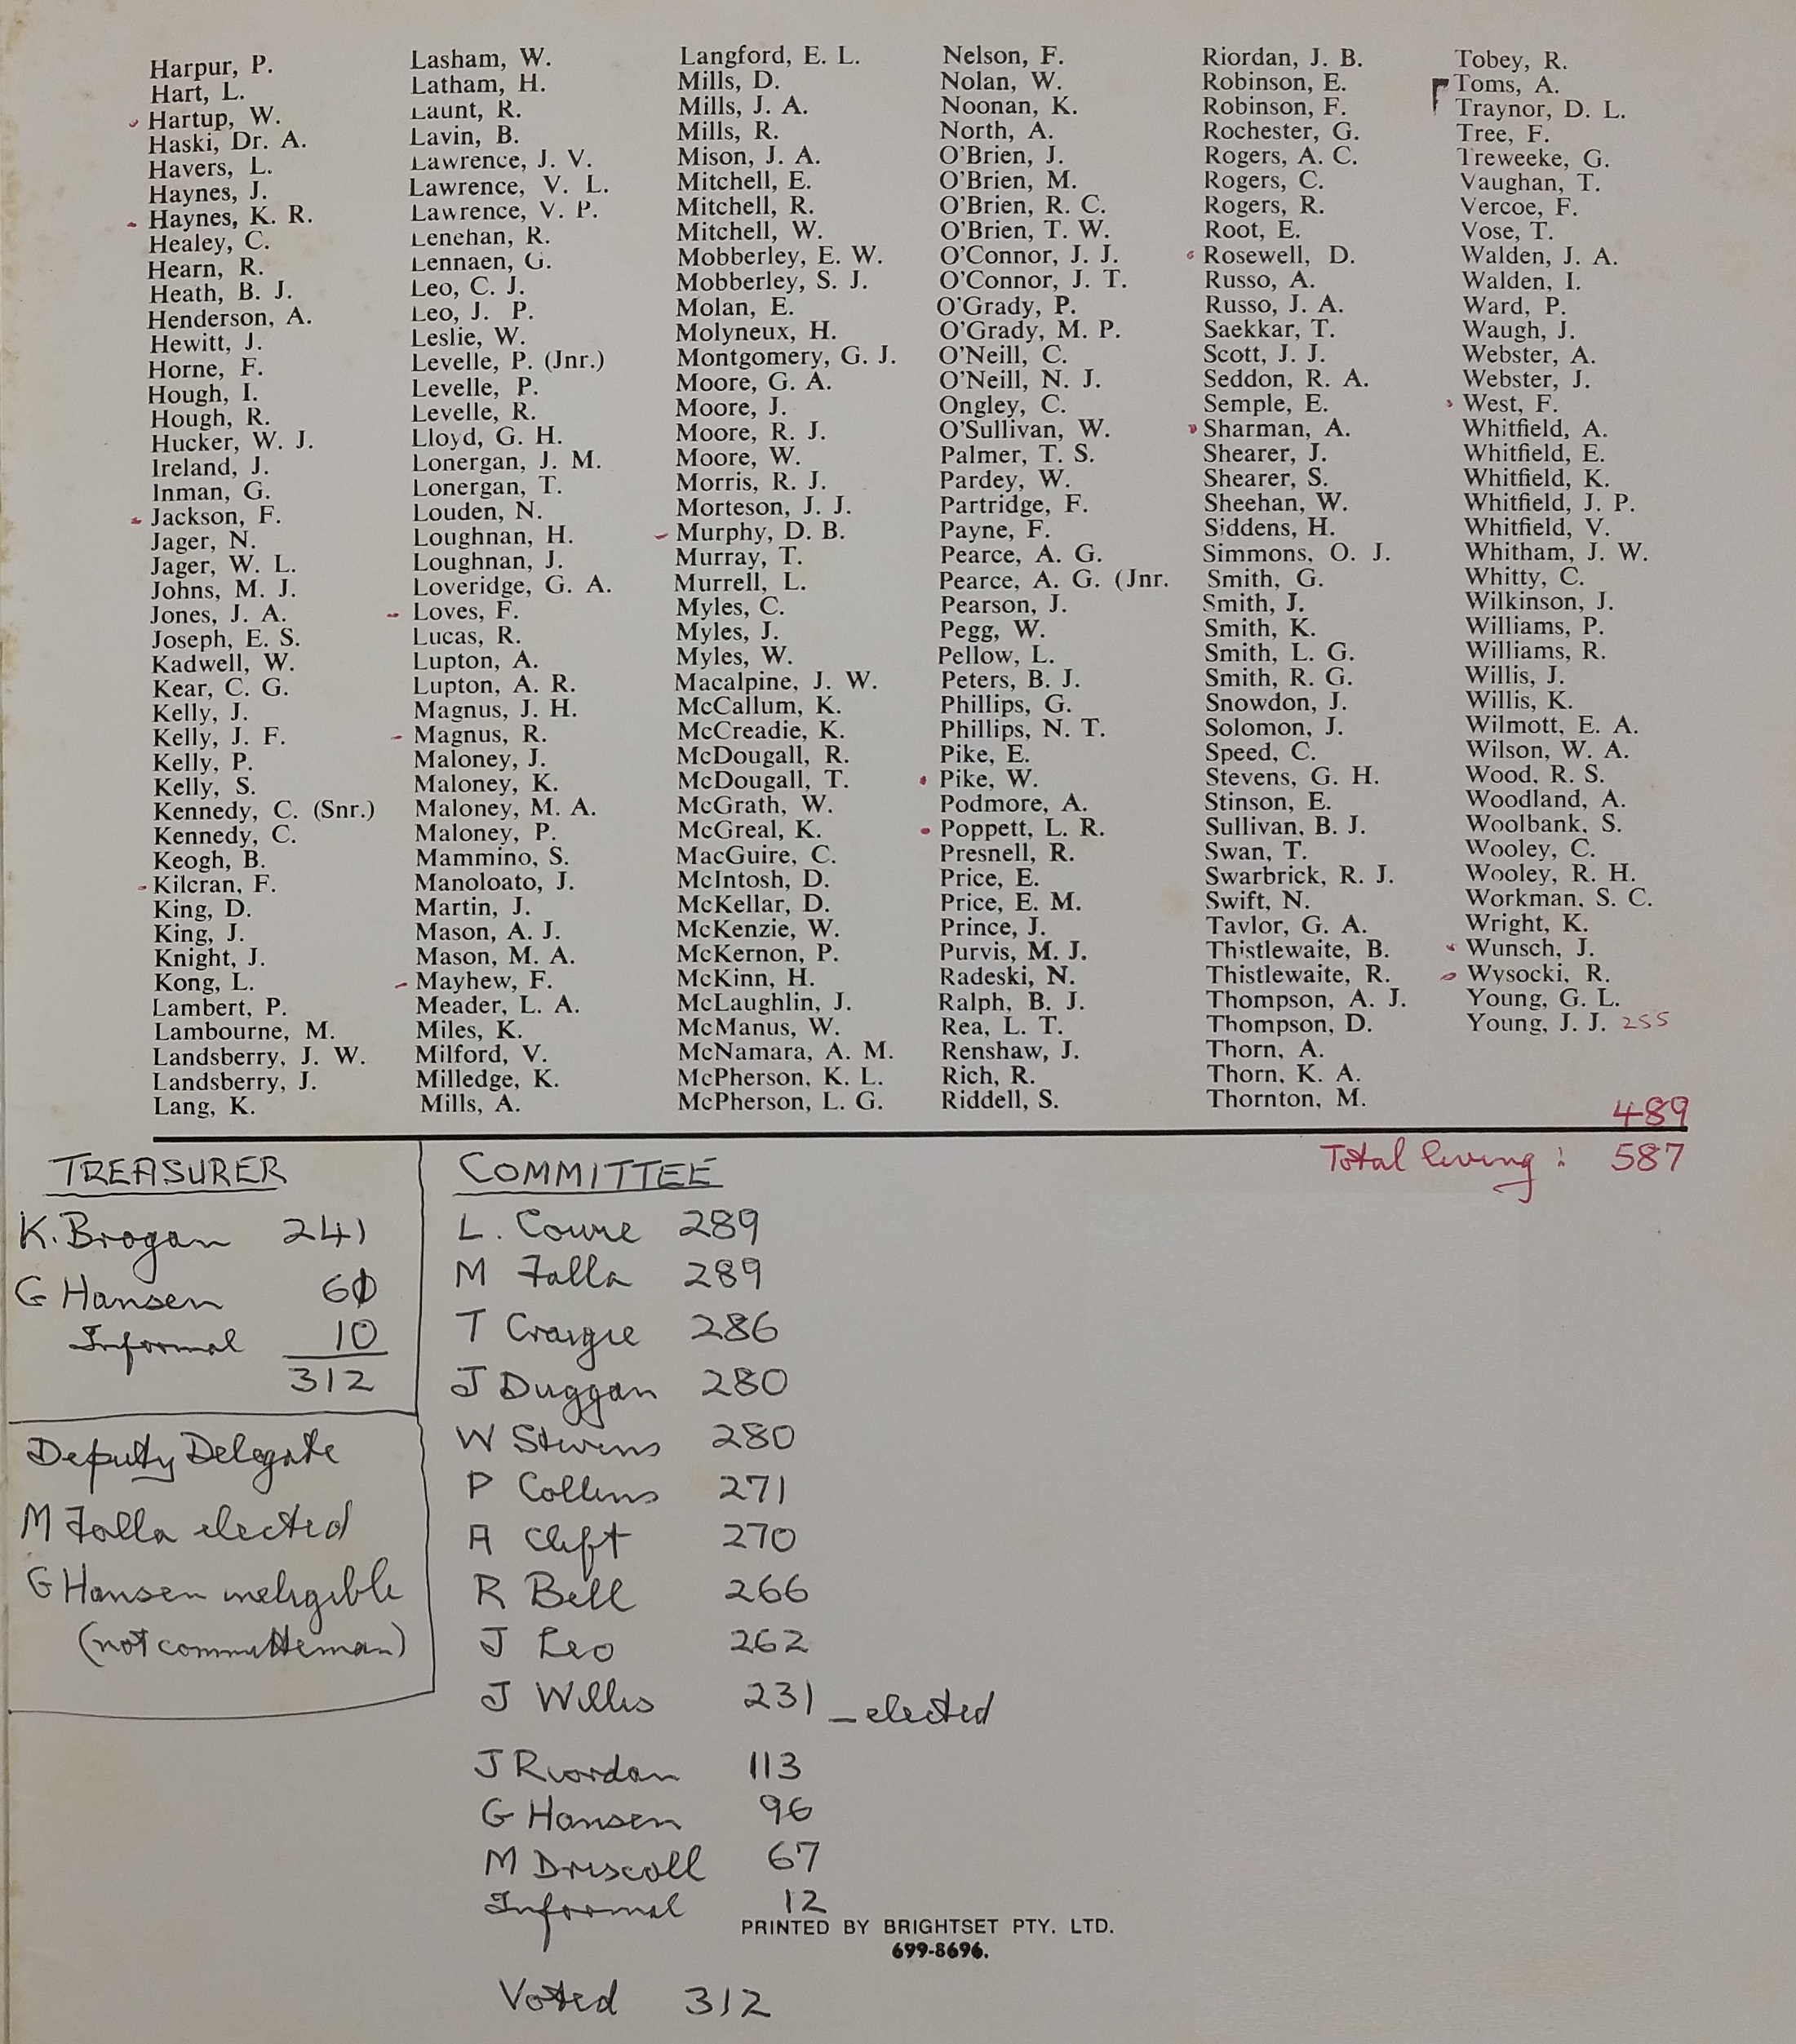 Harpur, P.
Hart, L.
Hartup, W.
Haski, Dr. A.
Havers, L.
Haynes, J.
Haynes, K. R.
Healey, C.
Hearn, R.
Heath, B. J.
Henderson, A.
Hewitt, J.
Horne, F.
Hough, I.
Hough, R.
Hucker, W. J.
Ireland, J.
Inman, G.
Jackson, F.
Jager, N.
Jager, W. L.
Johns, M. J.
Jones, J. A.
Joseph, E. S.
Kadwell, W.
Kear, C. G.
Kelly, J.
Kelly, J. F.
Kelly, P.
Kelly, S.
Kennedy, C. (Snr.)
Kennedy, C.
Keogh, B.
Kilcran, F.
King, D.
King, J.
Knight, J.
Kong, L.
Lambert, P.
Lambourne, M.
Landsberry, J. W.
Landsberry, J.
Lang, K.
Lasham, W.
Latham, H.
Launt, R.
Lavin, B.
Lawrence, J. V.
Lawrence, V. L.
Lawrence, V. P.
Lenehan, R.
Lennaen, G.
Leo, C. J.
Leo, J. P.
Leslie, W.
Levelle, P. (Jnr.)
Levelle, P.
Levelle, R.
Lloyd, G. H.
Lonergan, J. M.
Lonergan, T.
Louden, N.
Loughnan, H.
Loughnan, J.
Loveridge, G. A.
Loves, F.
Lucas, R.
Lupton, A.
Lupton, A. R.
Magnus, J. H.
Magnus, R.
Maloney, J.
Maloney, K.
Maloney, M. A.
Maloney, P.
Mammino, S.
Manoloato, J.
Martin, J.
Mason, A. J.
Mason, M. A.
Mayhew, F.
Meader, L. A.
Miles, K.
Milford, V.
Milledge, K.
Mills, A.
Langford, E. L.
Mills, D.
Mills, J. A.
Mills, R.
Mison, J. A.
Mitchell, E.
Mitchell, R.
Mitchell, W.
Mobberley, E. W.
Mobberley, S. J.
Molan, E.
Molyneux, H.
Montgomery, G. J.
Moore, G. A.
Moore, J.
Moore, R. J.
Moore, W.
Morris, R. J.
Morteson, J. J.
Murphy, D. B.
Murray, T.
Murrell, L.
Myles, C.
Myles, J.
Myles, W.
Macalpine, J. W.
McCallum, K.
McCreadie, K.
McDougall, R.
McDougall, T.
McGrath, W.
McGreal, K.
MacGuire, C.
McIntosh, D.
McKellar, D.
McKenzie, W.
McKernon, P.
McKinn, H.
McLaughlin, J.
McManus, W.
McNamara, A. M.
McPherson, K. L.
McPherson, L. G.
Nelson, F.
Nolan, W.
Noonan, K.
North, A.
O'Brien, J.
O'Brien, M.
O'Brien, R. C.
O'Brien, T. W.
O'Connor, J. J.
O'Connor, J. T.
O'Grady, P.
O'Grady, M. P.
O'Neill, C.
O'Neill, N. J.
Ongley, C.
O'Sullivan, W.
Palmer, T. S.
Pardey, W.
Partridge, F.
Payne, F.
Pearce, A. G.
Pearce, A. G. (Jnr.
Pearson, J.
Pegg, W.
Pellow, L.
Peters, B. J.
Phillips, G.
Phillips, N. T.
Pike, E.
Pike, W.
Podmore, A.
Poppett, L. R.
Presnell, R.
Price, E.
Price, E. M.
Prince, J.
Purvis, M. J.
Radeski, N.
Ralph, B. J.
Rea, L. T.
Renshaw, J.
Rich, R.
Riddell, S.
Riordan, J. B.
Robinson, E.
Robinson, F.
Rochester, G.
Rogers, A. C.
Rogers, C.
Rogers, R.
Root, E.
Rosewell, D.
Russo, A.
Russo, J. A.
Saekkar, T.
Scott, J. J.
Seddon, R. A.
Semple, E.
Sharman, A.
Shearer, J.
Shearer, S.
Sheehan, W.
Siddens, H.
Simmons, O. J.
Smith, G.
Smith, J.
Smith, K.
Smith, L. G.
Smith, R. G.
Snowdon, J.
Solomon, J.
Speed, C.
Stevens, G. H.
Stinson, E.
Sullivan, B. J.
Swan, T.
Swarbrick, R. J.
Swift, N.
Taylor, G. A.
Thistlewaite, B.
Thistlewaite, R.
Thompson, A. J.
Thompson, D.
Thorn, A.
Thorn, K. A.
Thornton, M.
Tobey, R.
Toms, A.
Traynor, D. L.
Tree, F.
Treweeke, G.
Vaughan, T.
Vercoe, F.
Vose, T.
Walden, J. A.
Walden, I.
Ward, P.
Waugh, J.
Webster, A.
Webster, J.
West, F.
Whitfield, A.
Whitfield, E.
Whitfield, K.
Whitfield, J. P.
Whitfield, V.
Whitham, J. W.
Whitty, C.
Wilkinson, J.
Williams, P.
Williams, R.
Willis, J.
Willis, K.
Wilmott, E. A.
Wilson, W. A.
Wood, R. S.
Woodland, A.
Woolbank, S.
Wooley, C.
Wooley, R. H.
Workman, S. C.
Wright, K.
Wunsch, J.
Wysocki, R.
Young, G. L.
Young, J. J. 255
489
Total living: 587
TREASURER
K. Brogan 241
G Hansen 60
Informal 10
312
Deputy Delegate
M Falla elected
G Hansen ineligible
(not committeman)
COMMITTEE
L. Coure 289
M Falla 289
T Craigie 286
J Duggan 280
W Stevens 280
P Collins 271
A Clift 270
R Bell 266
J Leo 262
J Willis 231 _ elected
J Riordan 113
G Hansen 96
M Driscoll 67
Informal 12
PRINTED BY BRIGHTSET PTY. LTD.
699-8696.
Voted 312